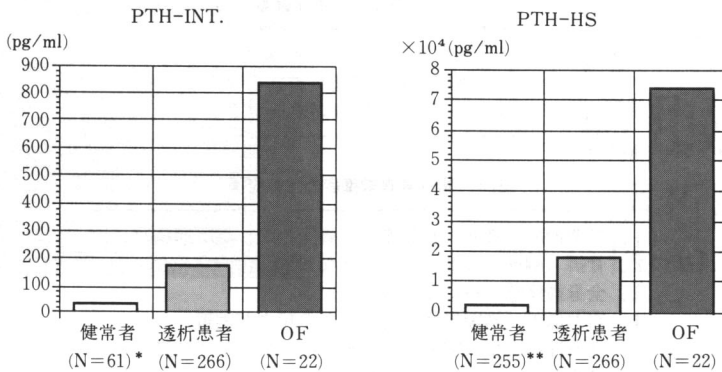 PTH-INT.
(pg/ml)
900
800
700
600
500
400
300
200
100
0
健常者 透析患者 OF
(N=61)* (N=266) (N=22)
PTH-HS
×10⁴(pg/ml)
8
7
6
5
4
3
2
1
0
健常者 透析患者 OF
(N=255)** (N=266) (N=22)